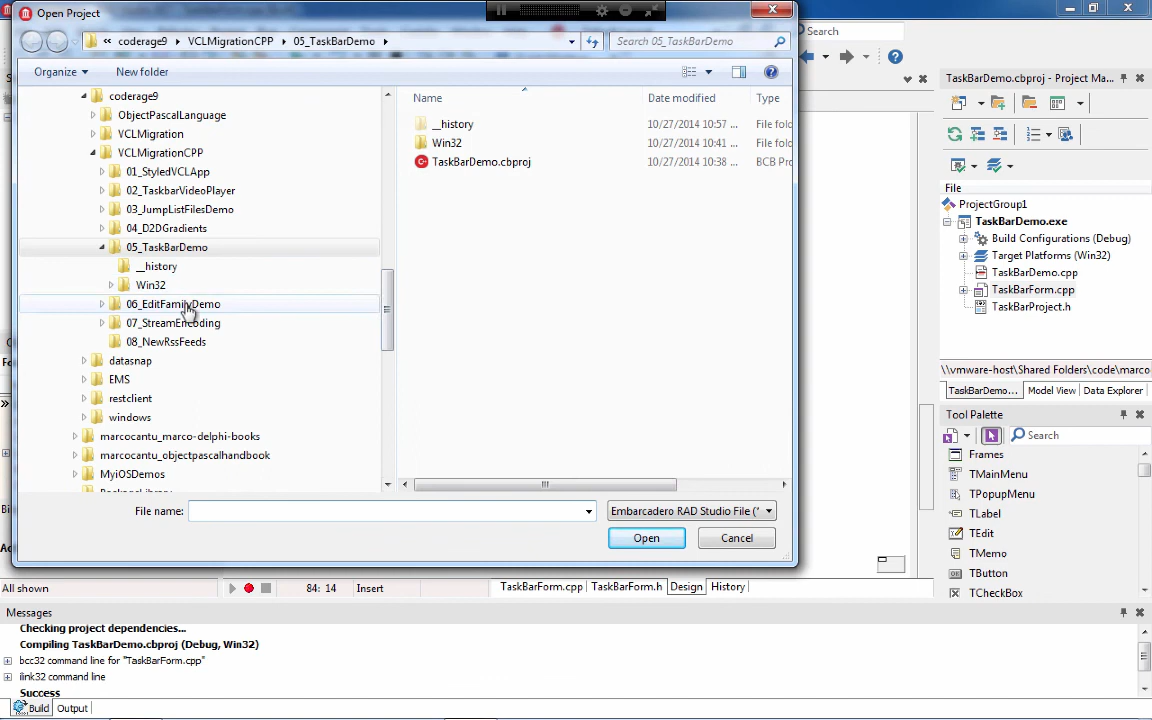 Open Project
« coderage9 VCLMigrationCPP 05_TaskBarDemo
Search 05_TaskBarDemo
Search
Organize
New folder
coderage9
ObjectPascalLanguage
VCLMigration
VCLMigrationCPP
01_StyledVCLApp
02_TaskbarVideoPlayer
03_JumpListFilesDemo
04_D2DGradients
05_TaskBarDemo
__history
Win32
06_EditFamilyDemo
07_StreamEncoding
08_NewRssFeeds
datasnap
EMS
restclient
windows
marcocantu_marco-delphi-books
marcocantu_objectpascalhandbook
MyiOSDemos
Name Date modified Type
__history 10/27/2014 10:57 ... File fold
Win32 10/27/2014 10:41 ... File fold
TaskBarDemo.cbproj 10/27/2014 10:38 ... BCB Pro
File name:
Embarcadero RAD Studio File ('
Open
Cancel
TaskBarDemo.cbproj - Project Ma...
File
ProjectGroup1
TaskBarDemo.exe
Build Configurations (Debug)
Target Platforms (Win32)
TaskBarDemo.cpp
TaskBarForm.cpp
TaskBarProject.h
\\vmware-host\Shared Folders\code\marco
TaskBarDemo... Model View Data Explorer
Tool Palette
Search
Frames
TMainMenu
TPopupMenu
TLabel
TEdit
TMemo
TButton
TCheckBox
All shown
84: 14
Insert
TaskBarForm.cpp TaskBarForm.h Design History
Messages
Checking project dependencies...
Compiling TaskBarDemo.cbproj (Debug, Win32)
bcc32 command line for "TaskBarForm.cpp"
ilink32 command line
Success
Build Output